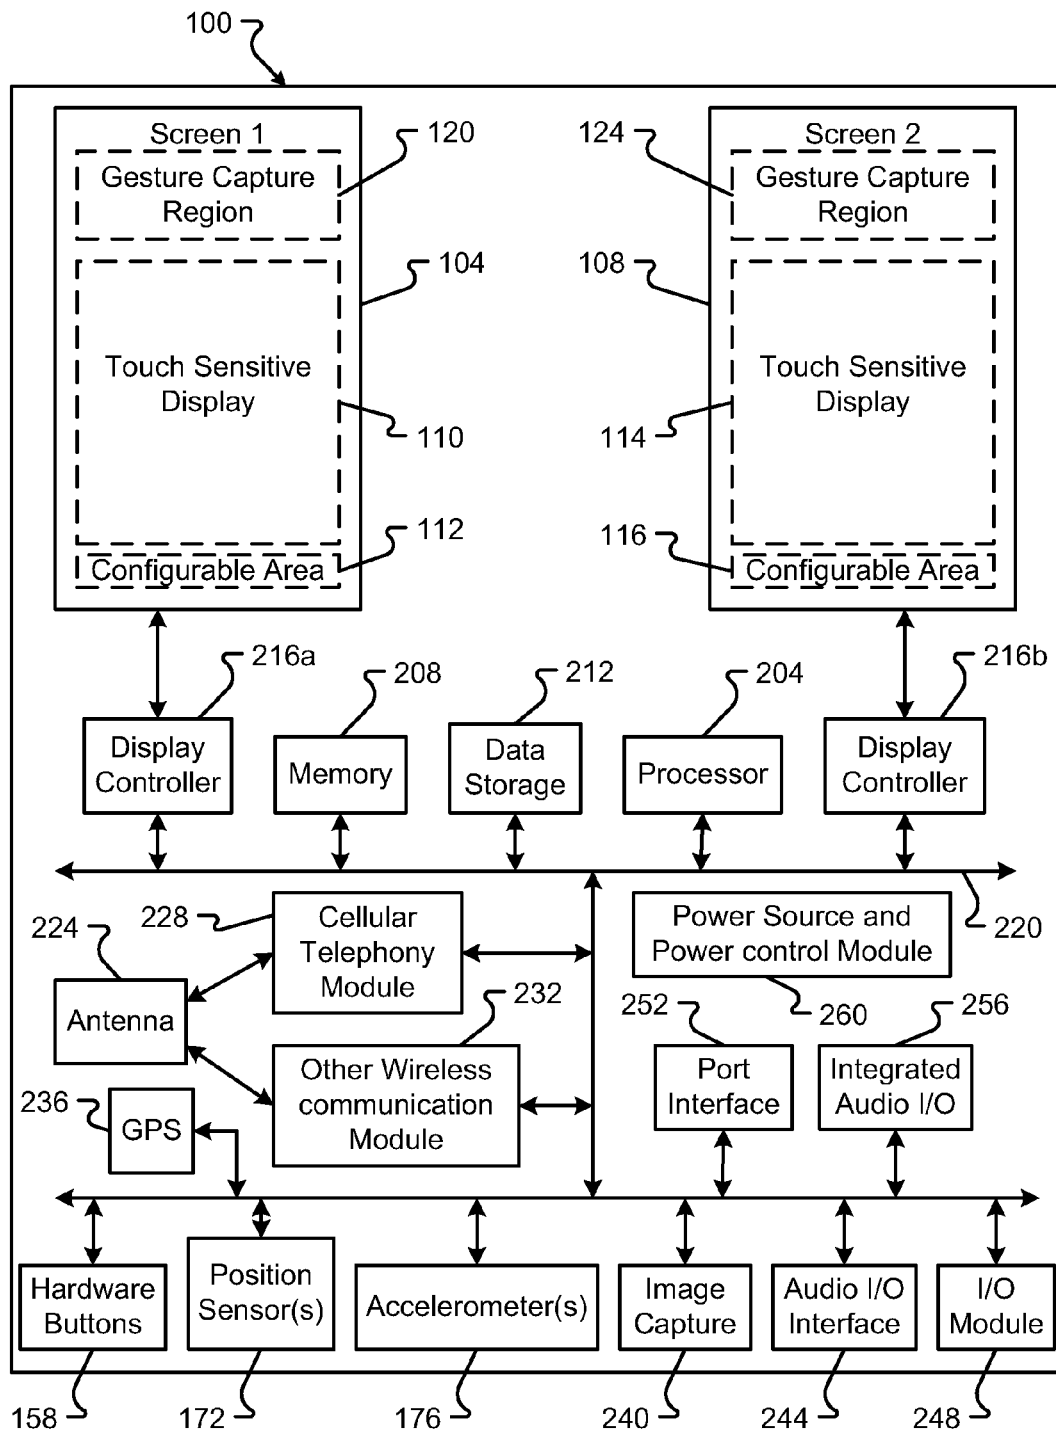 100
Screen 1
120
124
Screen 2
Gesture Capture
Region
Gesture Capture
Region
104
108
Touch Sensitive
Display
Touch Sensitive
Display
110
114
112
116
Configurable Area
Configurable Area
216a
208
212
204
216b
Display
Controller
Memory
Data
Storage
Processor
Display
Controller
224
228
Cellular
Telephony
Module
Power Source and
Power control Module
220
Antenna
232
252
260
256
Other Wireless
communication
Module
Port
Interface
Integrated
Audio I/O
236
GPS
Hardware
Buttons
Position
Sensor(s)
Accelerometer(s)
Image
Capture
Audio I/O
Interface
I/O
Module
158
172
176
240
244
248